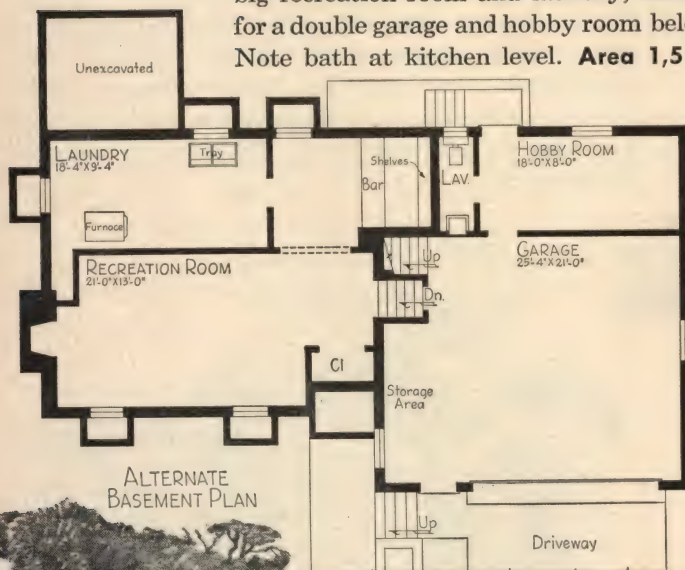 for a double garage and hobby room
Note bath at kitchen level. Area 1,5
Unexcavated
LAUNDRY
18'-4"X9'-4"
Tray
Furnace
Bar
Shelves
LAV.
HOBBY ROOM
18'-0"X8'-0"
Up
GARAGE
25'-4"X21'-0"
RECREATION ROOM
21'-0"X13'-0"
Dn.
Cl
Storage
Area
ALTERNATE
BASEMENT PLAN
Up
Driveway